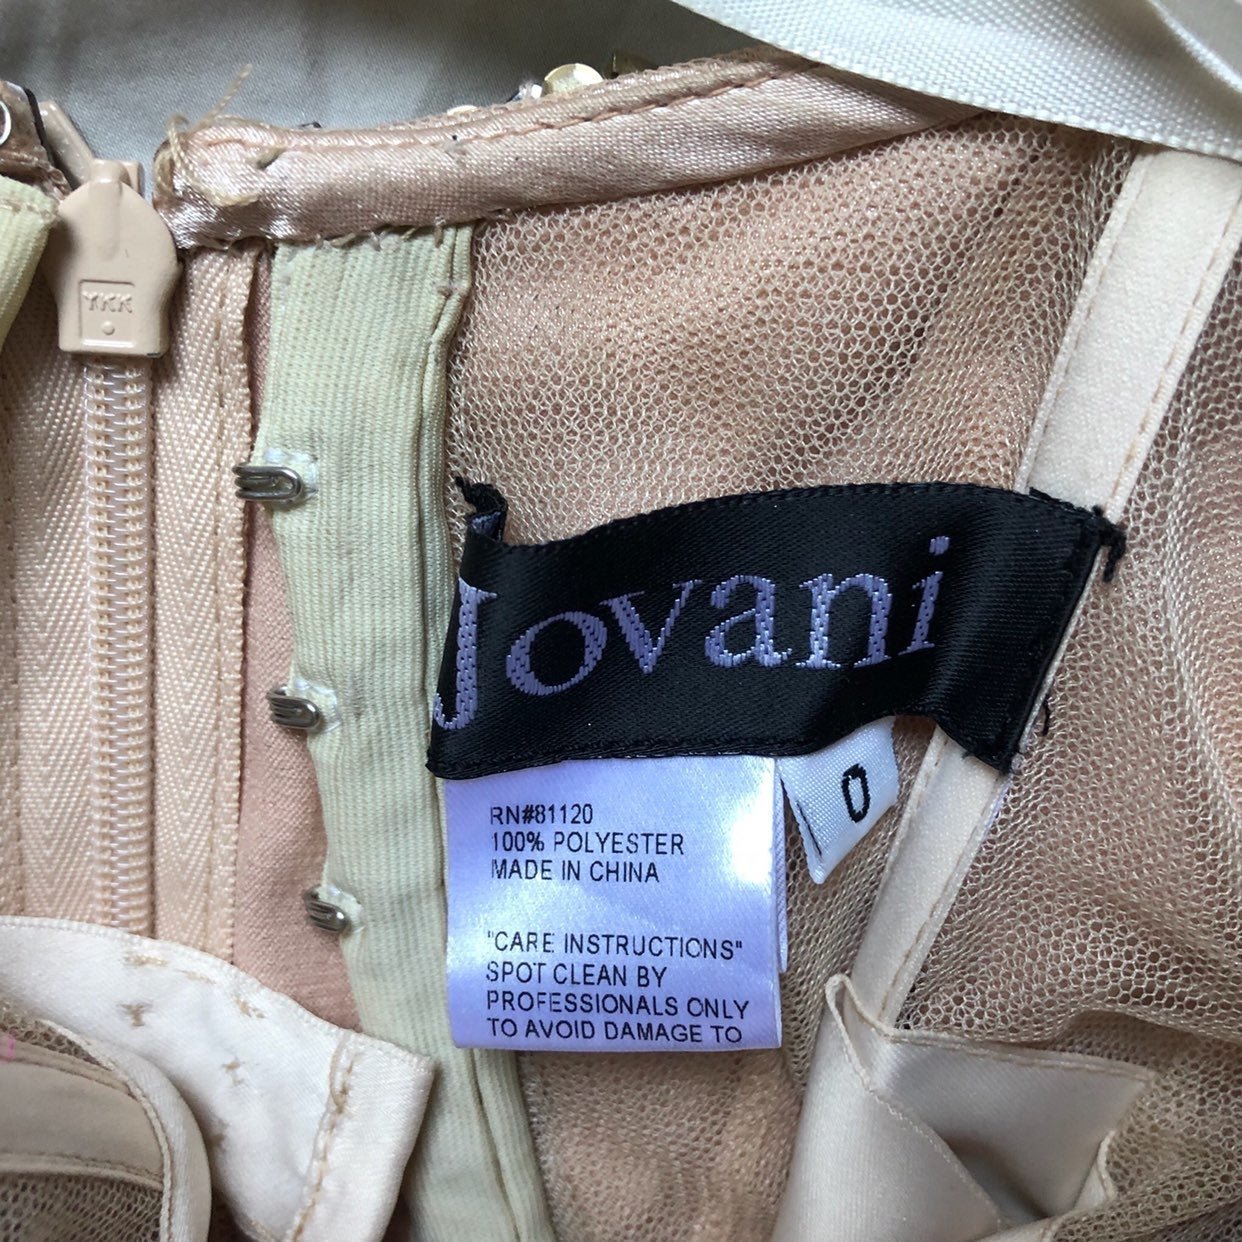 YKK
Jovani
0
RN#81120
100% POLYESTER
MADE IN CHINA
"CARE INSTRUCTIONS"
SPOT CLEAN BY
PROFESSIONALS ONLY
TO AVOID DAMAGE TO